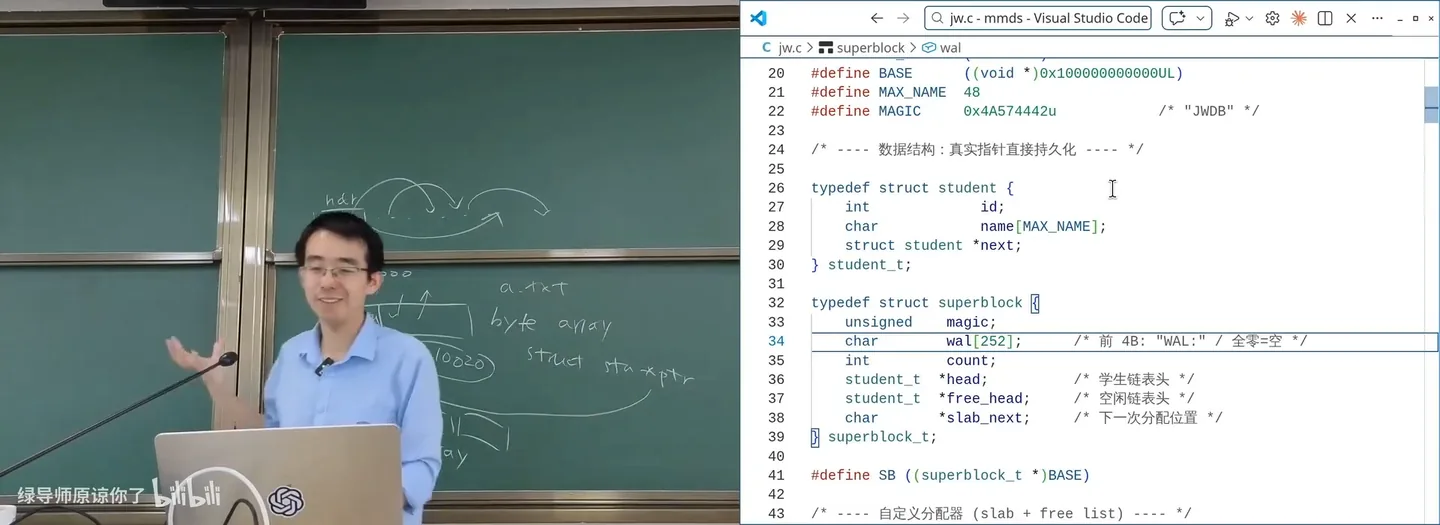 hdr
a.txt
byte array
struct stu *ptr
10020
绿导师原谅你了 bilibili
jw.c - mmds - Visual Studio Code
jw.c > superblock > wal
20 #define BASE ((void *)0x100000000000UL)
21 #define MAX_NAME 48
22 #define MAGIC 0x4A574442u /* "JWDB" */
23
24 /* ---- 数据结构：真实指针直接持久化 ---- */
25
26 typedef struct student {
27 int id;
28 char name[MAX_NAME];
29 struct student *next;
30 } student_t;
31
32 typedef struct superblock {
33 unsigned magic;
34 char wal[252]; /* 前 4B: "WAL:" / 全零=空 */
35 int count;
36 student_t *head; /* 学生链表头 */
37 student_t *free_head; /* 空闲链表头 */
38 char *slab_next; /* 下一次分配位置 */
39 } superblock_t;
40
41 #define SB ((superblock_t *)BASE)
42
43 /* ---- 自定义分配器 (slab + free list) ---- */